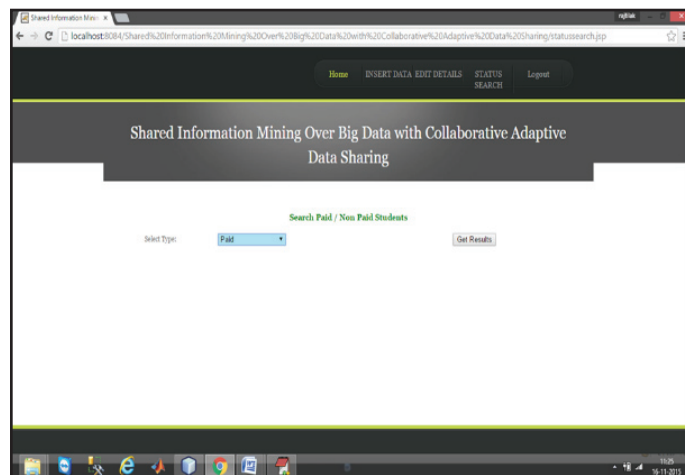 Shared Information Minin
localhost:8084/Shared%20Information%20Mining%20Over%20Big%20Data%20with%20Collaborative%20Adaptive%20Data%20Sharing/statussearch.jsp
Home INSERT DATA EDIT DETAILS STATUS SEARCH Logout
Shared Information Mining Over Big Data with Collaborative Adaptive
Data Sharing
Search Paid / Non Paid Students
Select Type: Paid Get Results
11:25
16-11-2015